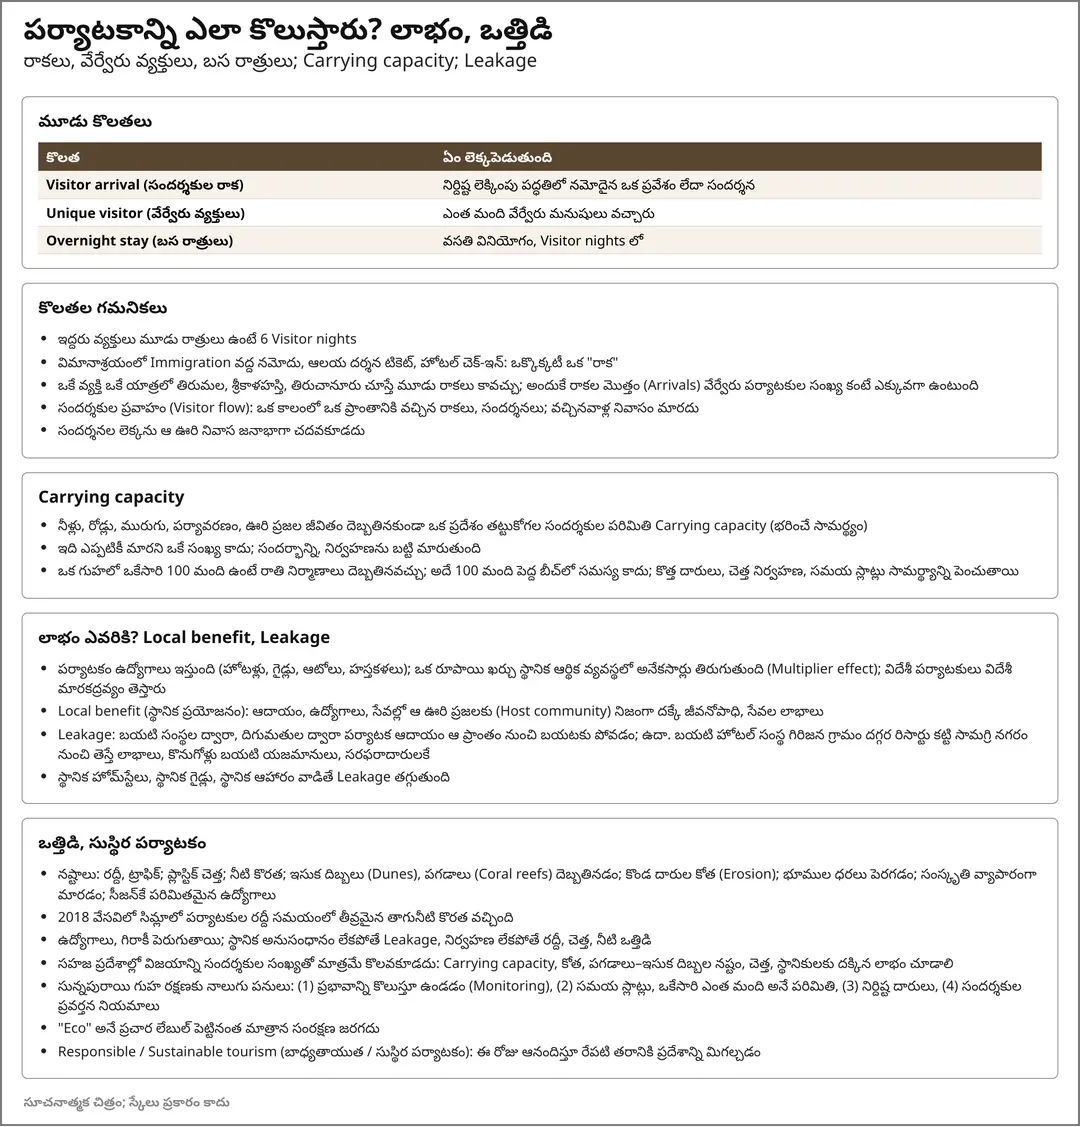 పర్యాటకాన్ని ఎలా కొలుస్తారు? లాభం, ఒత్తిడి
రాకలు, వేర్వేరు వ్యక్తులు, బస రాత్రులు; Carrying capacity; Leakage
మూడు కొలతలు
కొలత ఏం లెక్కపెడుతుంది
Visitor arrival (సందర్శకుల రాక) నిర్దిష్ట లెక్కింపు పద్ధతిలో నమోదైన ఒక ప్రవేశం లేదా సందర్శన
Unique visitor (వేర్వేరు వ్యక్తులు) ఎంత మంది వేర్వేరు మనుషులు వచ్చారు
Overnight stay (బస రాత్రులు) వసతి వినియోగం, Visitor nights లో
కొలతల గమనికలు
• ఇద్దరు వ్యక్తులు మూడు రాత్రులు ఉంటే 6 Visitor nights
• విమానాశ్రయంలో Immigration వద్ద నమోదు, ఆలయ దర్శన టికెట్, హోటల్ చెక్-ఇన్: ఒక్కొక్కటీ ఒక "రాక"
• ఒకే వ్యక్తి ఒకే యాత్రలో తిరుమల, శ్రీకాళహస్తి, తిరుచానూరు చూస్తే మూడు రాకలు కావచ్చు; అందుకే రాకల మొత్తం (Arrivals) వేర్వేరు పర్యాటకుల సంఖ్య కంటే ఎక్కువగా ఉంటుంది
• సందర్శకుల ప్రవాహం (Visitor flow): ఒక కాలంలో ఒక ప్రాంతానికి వచ్చిన రాకలు, సందర్శనలు; వచ్చినవాళ్ల నివాసం మారదు
• సందర్శనల లెక్కను ఆ ఊరి నివాస జనాభాగా చదవకూడదు
Carrying capacity
• నీళ్లు, రోడ్లు, మురుగు, పర్యావరణం, ఊరి ప్రజల జీవితం దెబ్బతినకుండా ఒక ప్రదేశం తట్టుకోగల సందర్శకుల పరిమితి Carrying capacity (భరించే సామర్థ్యం)
• ఇది ఎప్పటికీ మారని ఒకే సంఖ్య కాదు; సందర్భాన్ని, నిర్వహణను బట్టి మారుతుంది
• ఒక గుహలో ఒకేసారి 100 మంది ఉంటే రాతి నిర్మాణాలు దెబ్బతినవచ్చు; అదే 100 మంది పెద్ద బీచ్‌లో సమస్య కాదు; కొత్త దారులు, చెత్త నిర్వహణ, సమయ స్లాట్లు సామర్థ్యాన్ని పెంచుతాయి
లాభం ఎవరికి? Local benefit, Leakage
• పర్యాటకం ఉద్యోగాలు ఇస్తుంది (హోటళ్లు, గైడ్లు, ఆటోలు, హస్తకళలు); ఒక రూపాయి ఖర్చు స్థానిక ఆర్థిక వ్యవస్థలో అనేకసార్లు తిరుగుతుంది (Multiplier effect); విదేశీ పర్యాటకులు విదేశీ
మారకద్రవ్యం తెస్తారు
• Local benefit (స్థానిక ప్రయోజనం): ఆదాయం, ఉద్యోగాలు, సేవల్లో ఆ ఊరి ప్రజలకు (Host community) నిజంగా దక్కే జీవనోపాధి, సేవల లాభాలు
• Leakage: బయటి సంస్థల ద్వారా, దిగుమతుల ద్వారా పర్యాటక ఆదాయం ఆ ప్రాంతం నుంచి బయటకు పోవడం; ఉదా. బయటి హోటల్ సంస్థ గిరిజన గ్రామం దగ్గర రిసార్టు కట్టి సామగ్రి నగరం
నుంచి తెస్తే లాభాలు, కొనుగోళ్లు బయటి యజమానులు, సరఫరాదారులకే
• స్థానిక హోమ్‌స్టేలు, స్థానిక గైడ్లు, స్థానిక ఆహారం వాడితే Leakage తగ్గుతుంది
ఒత్తిడి, సుస్థిర పర్యాటకం
• నష్టాలు: రద్దీ, ట్రాఫిక్; ప్లాస్టిక్ చెత్త; నీటి కొరత; ఇసుక దిబ్బలు (Dunes), పగడాలు (Coral reefs) దెబ్బతినడం; కొండ దారుల కోత (Erosion); భూముల ధరలు పెరగడం; సంస్కృతి వ్యాపారంగా
మారడం; సీజన్‌కే పరిమితమైన ఉద్యోగాలు
• 2018 వేసవిలో సిమ్లాలో పర్యాటకుల రద్దీ సమయంలో తీవ్రమైన తాగునీటి కొరత వచ్చింది
• ఉద్యోగాలు, గిరాకీ పెరుగుతాయి; స్థానిక అనుసంధానం లేకపోతే Leakage, నిర్వహణ లేకపోతే రద్దీ, చెత్త, నీటి ఒత్తిడి
• సహజ ప్రదేశాల్లో విజయాన్ని సందర్శకుల సంఖ్యతో మాత్రమే కొలవకూడదు: Carrying capacity, కోత, పగడాలు–ఇసుక దిబ్బల నష్టం, చెత్త, స్థానికులకు దక్కిన లాభం చూడాలి
• సున్నపురాయి గుహ రక్షణకు నాలుగు పనులు: (1) ప్రభావాన్ని కొలుస్తూ ఉండడం (Monitoring), (2) సమయ స్లాట్లు, ఒకేసారి ఎంత మంది అనే పరిమితి, (3) నిర్దిష్ట దారులు, (4) సందర్శకుల
ప్రవర్తన నియమాలు
• "Eco" అనే ప్రచార లేబుల్ పెట్టినంత మాత్రాన సంరక్షణ జరగదు
• Responsible / Sustainable tourism (బాధ్యతాయుత / సుస్థిర పర్యాటకం): ఈ రోజు ఆనందిస్తూ రేపటి తరానికి ప్రదేశాన్ని మిగల్చడం
సూచనాత్మక చిత్రం; స్కేలు ప్రకారం కాదు